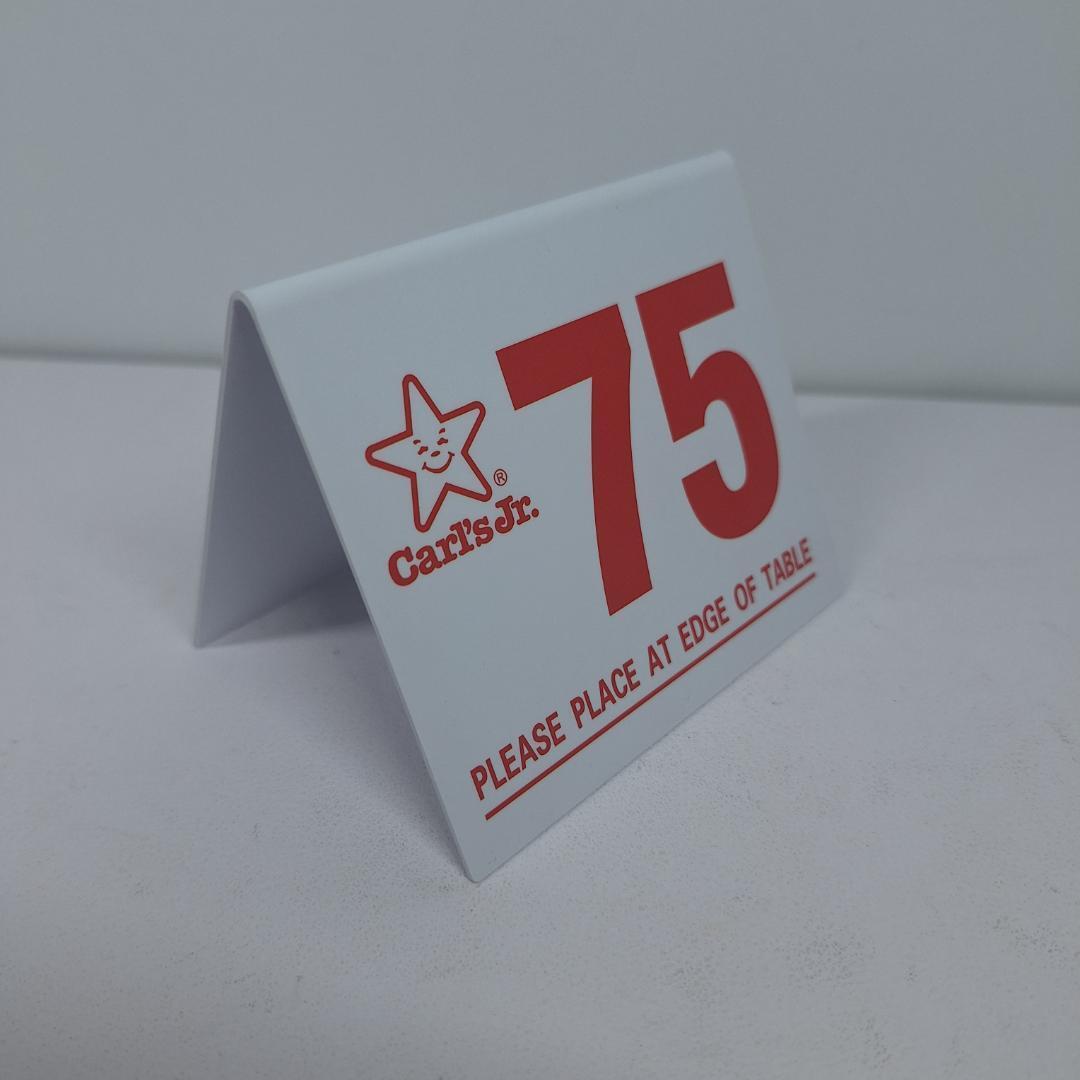 75
®
Carl's Jr.
PLEASE PLACE AT EDGE OF TABLE